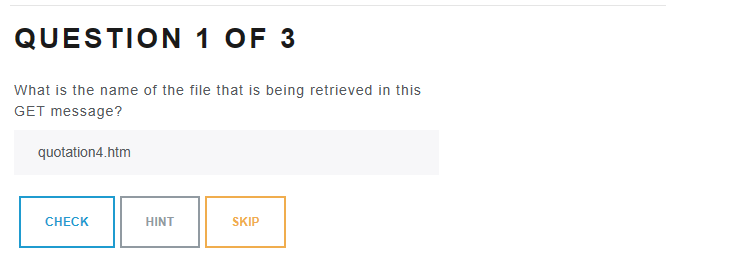 QUESTION 1 OF 3
What is the name of the file that is being retrieved in this
GET message?
quotation4.htm
CHECK HINT SKIP